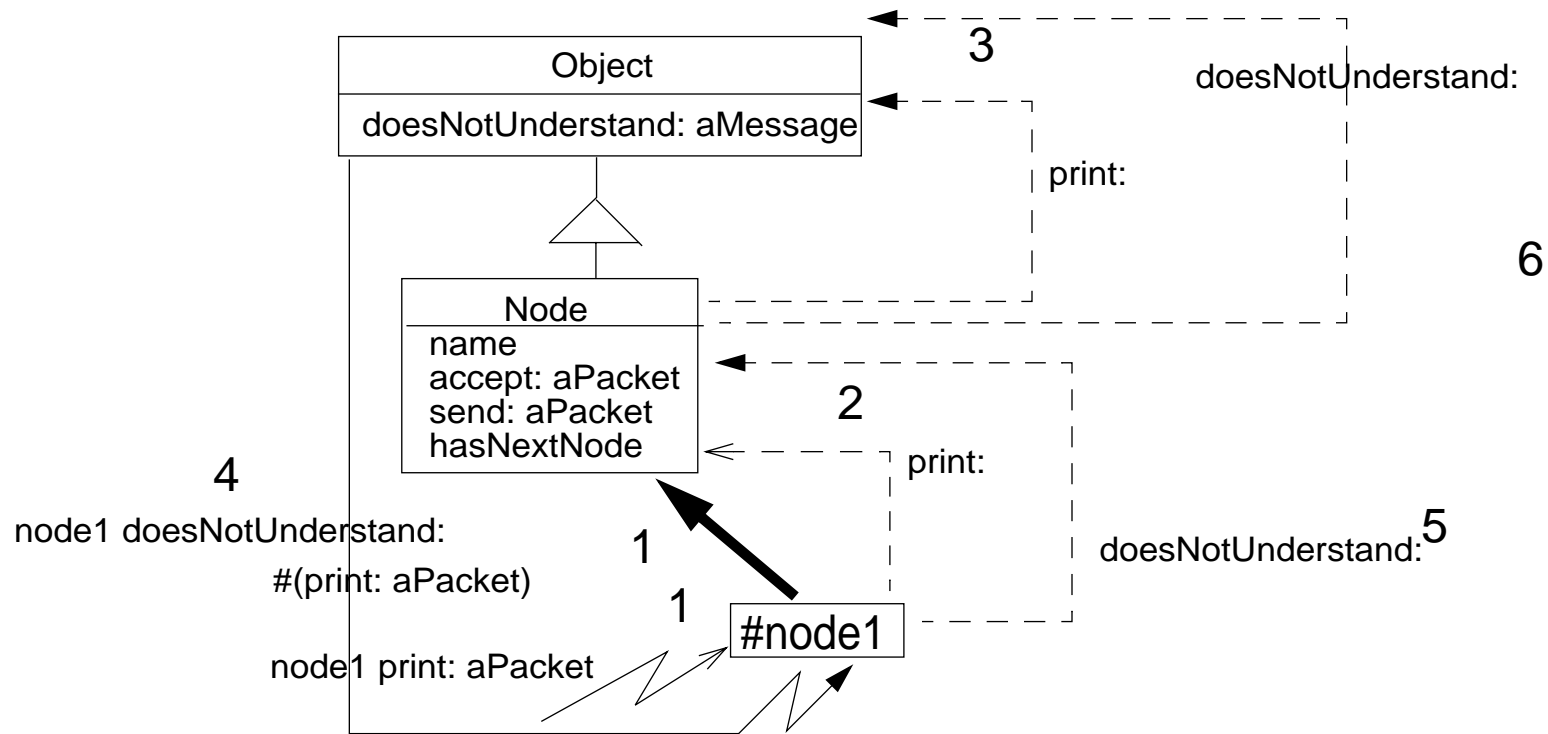 3
Object
doesNotUnderstand:
doesNotUnderstand: aMessage
print:
6
Node
name
accept: aPacket
send: aPacket
hasNextNode
2
print:
4
node1 doesNotUnderstand:
#(print: aPacket)
1
5
doesNotUnderstand:
1
#node1
node1 print: aPacket